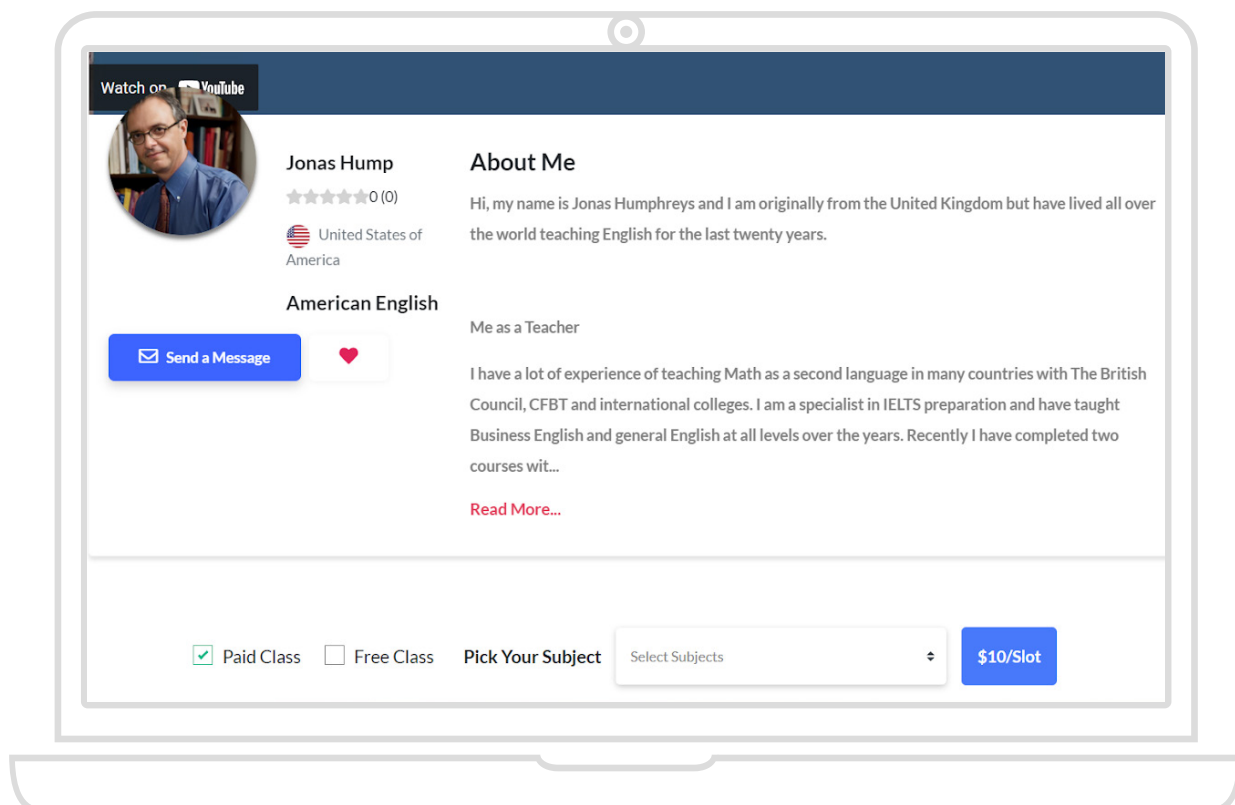 Watch on YouTube
Jonas Hump
0 (0)
United States of
America
American English
Send a Message
About Me
Hi, my name is Jonas Humphreys and I am originally from the United Kingdom but have lived all over
the world teaching English for the last twenty years.
Me as a Teacher
I have a lot of experience of teaching Math as a second language in many countries with The British
Council, CFBT and international colleges. I am a specialist in IELTS preparation and have taught
Business English and general English at all levels over the years. Recently I have completed two
courses wit...
Read More...
Paid Class Free Class Pick Your Subject Select Subjects $10/Slot